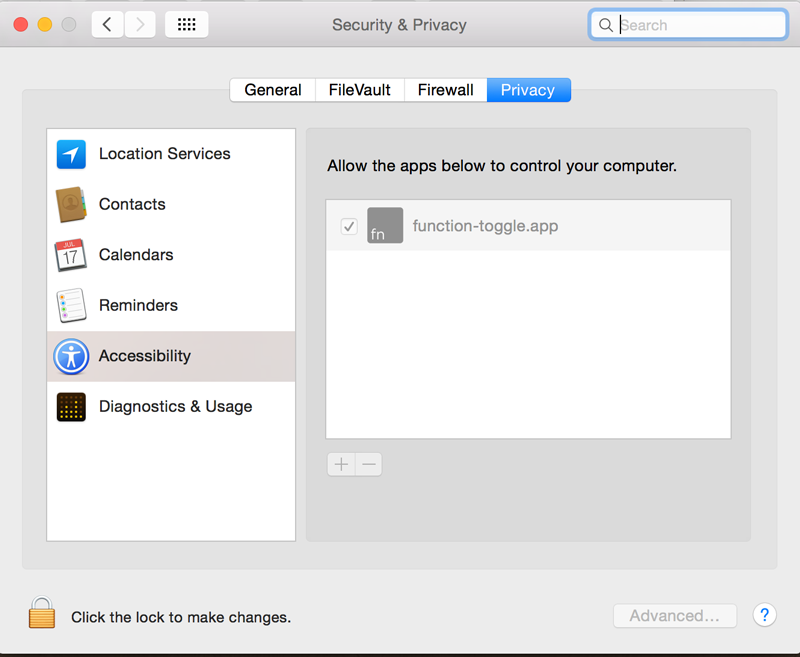 Security & Privacy
Search
General
FileVault
Firewall
Privacy
Location Services
Contacts
Calendars
JUL
17
Reminders
Accessibility
Diagnostics & Usage
Allow the apps below to control your computer.
fn
function-toggle.app
+
−
Click the lock to make changes.
Advanced...
?